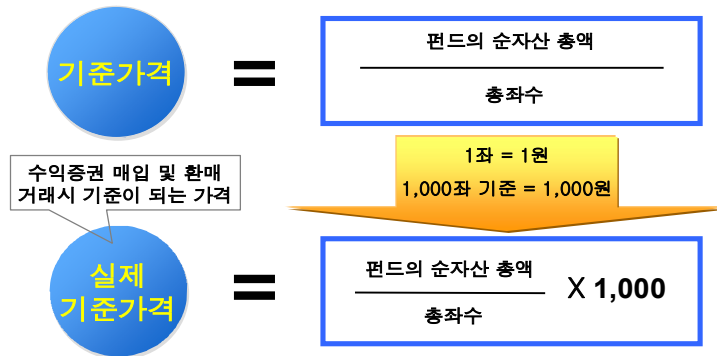 기준가격
=
펀드의 순자산 총액
총좌수
1좌 = 1원
1,000좌 기준 = 1,000원
수익증권 매입 및 환매
거래시 기준이 되는 가격
실제
기준가격
=
펀드의 순자산 총액
총좌수
X 1,000